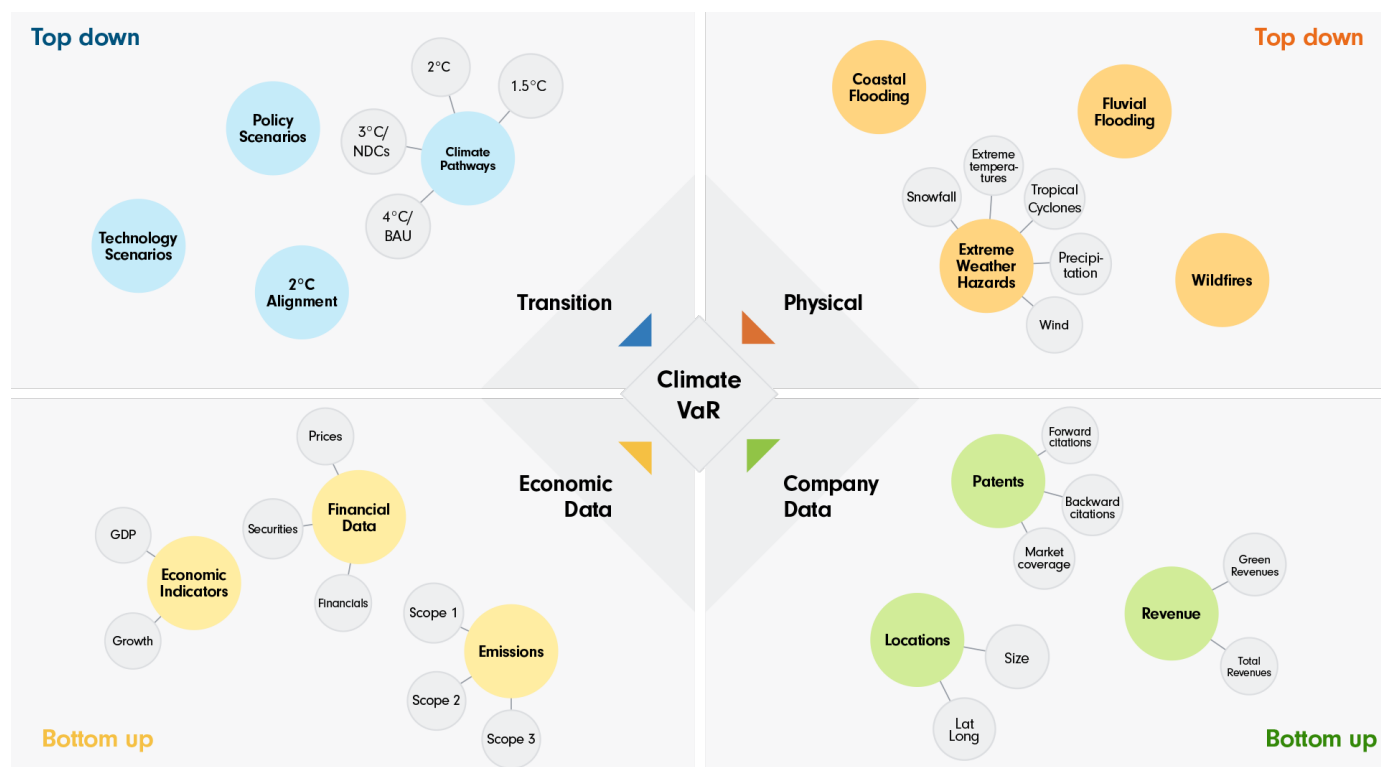 Top down
Policy
Scenarios
Technology
Scenarios
2°C
Alignment
2°C
1.5°C
3°C/
NDCs
4°C/
BAU
Climate
Pathways
Transition
Top down
Coastal
Flooding
Fluvial
Flooding
Extreme
tempera-
tures
Snowfall
Tropical
Cyclones
Extreme
Weather
Hazards
Precipi-
tation
Wind
Wildfires
Physical
Climate
VaR
Economic
Data
Prices
Financial
Data
Securities
Financials
GDP
Economic
Indicators
Growth
Scope 1
Emissions
Scope 2
Scope 3
Bottom up
Company
Data
Forward
citations
Patents
Backward
citations
Market
coverage
Green
Revenues
Revenue
Total
Revenues
Locations
Size
Lat
Long
Bottom up